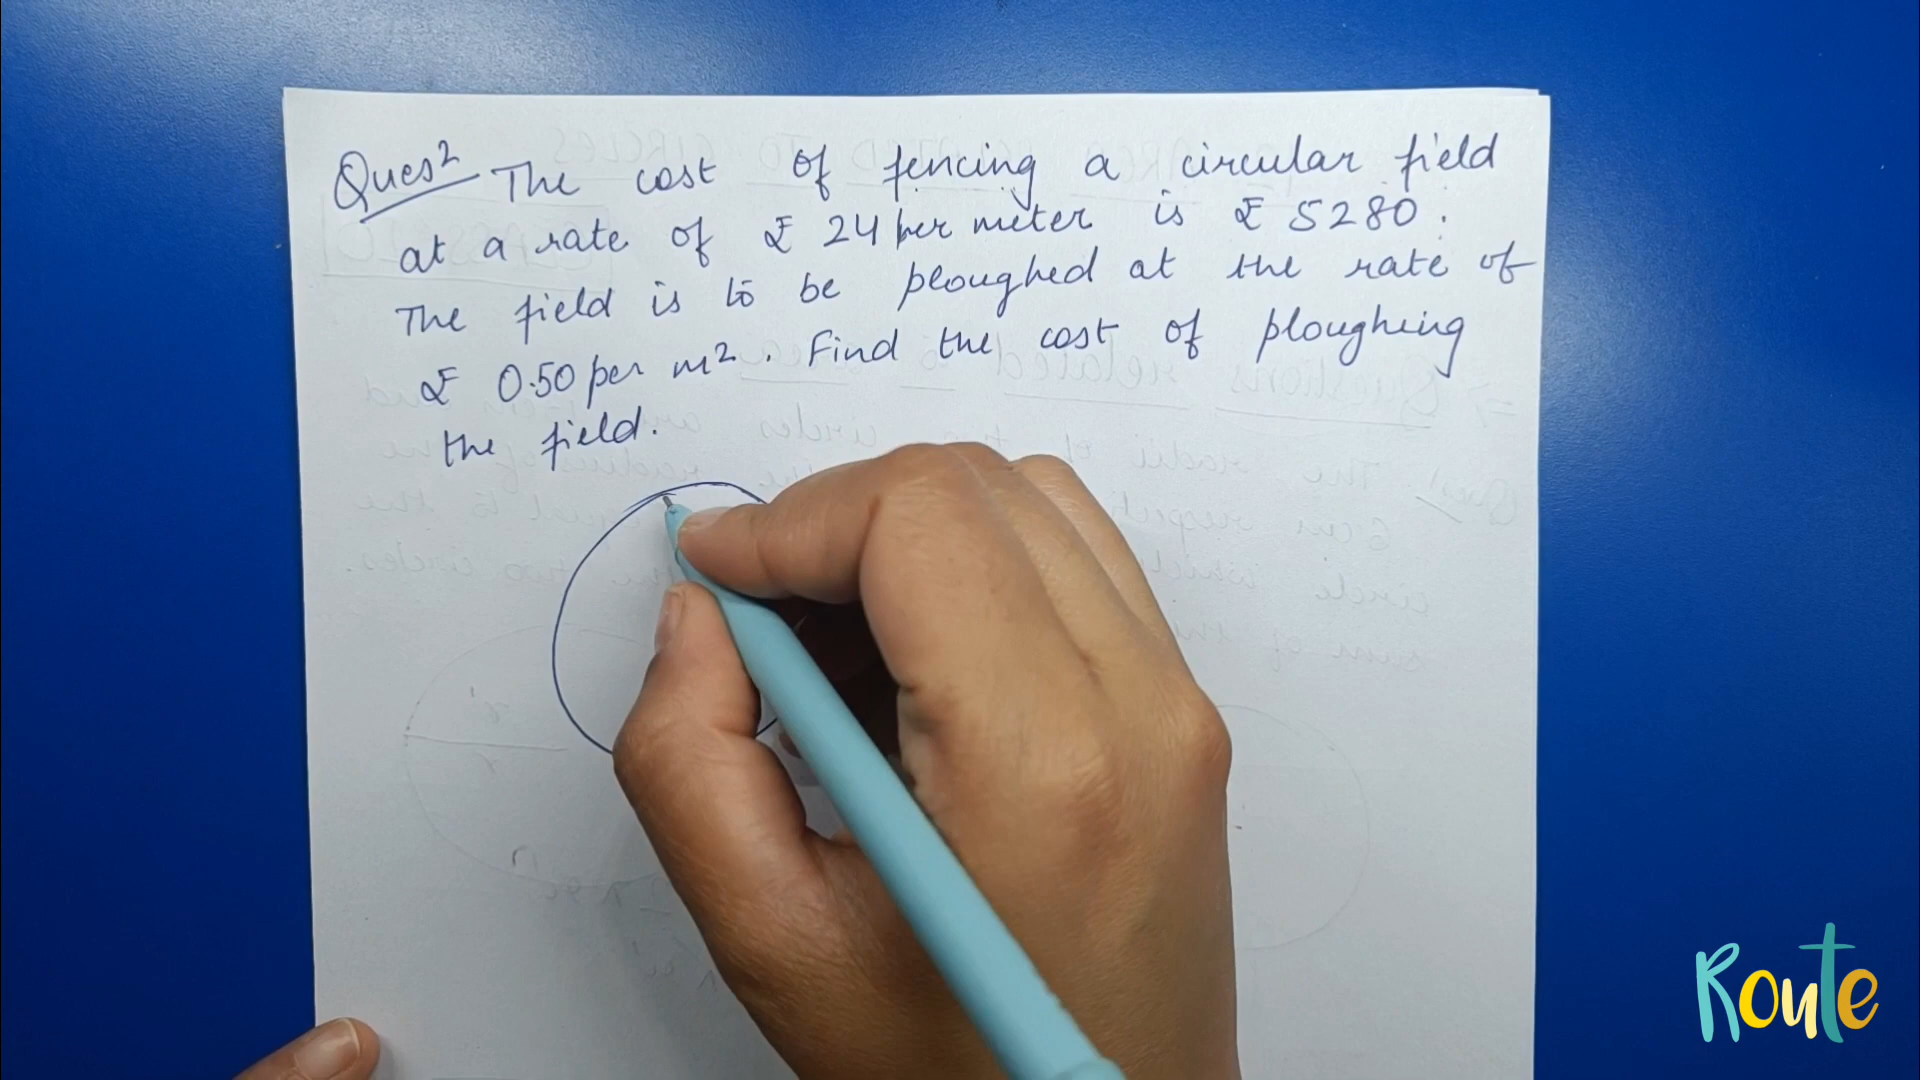 Ques2 The cost of fencing a circular field
at a rate of ₹ 24 per meter is ₹ 5280.
The field is to be ploughed at the rate of
₹ 0.50 per m². Find the cost of ploughing
the field.
Route